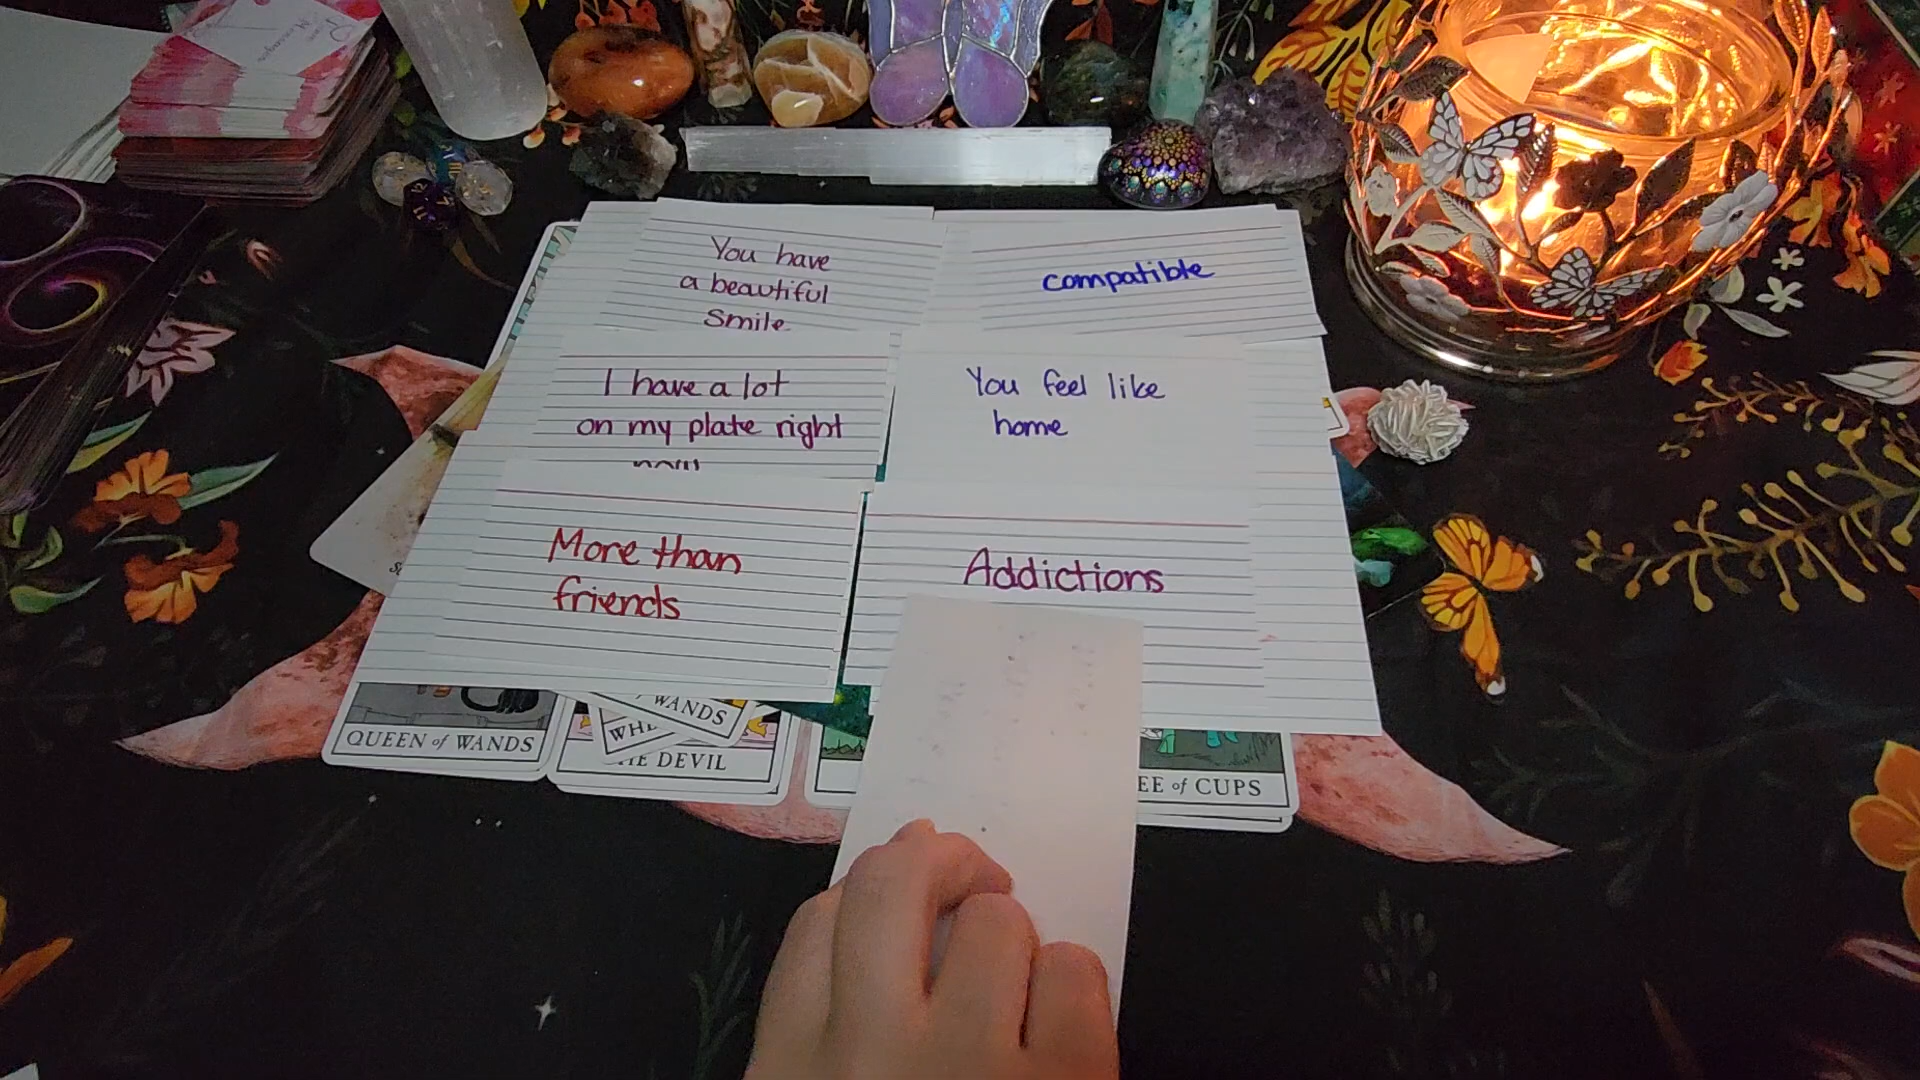 You have
a beautiful
Smile
compatible
I have a lot
on my plate right
You feel like
home
More than
friends
Addictions
QUEEN of WANDS
WANDS
DEVIL
of CUPS